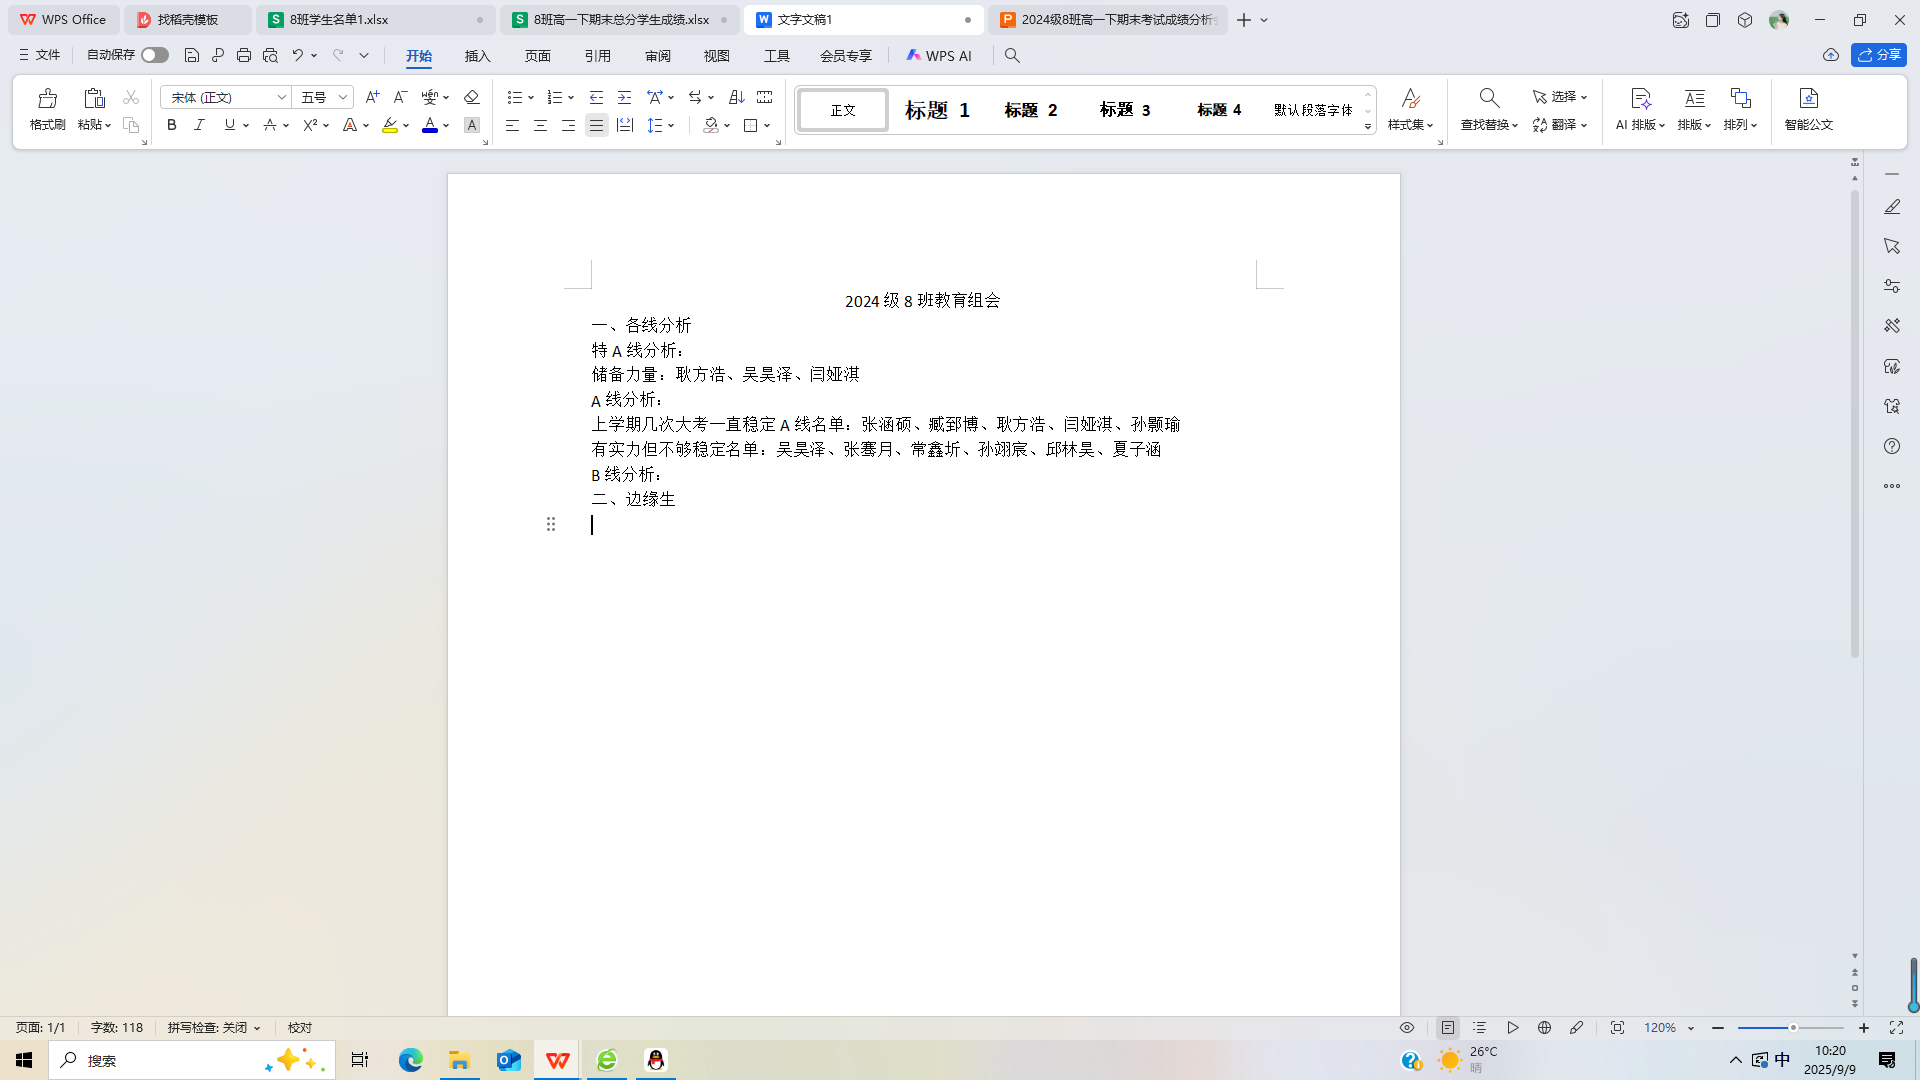 WPS Office 找稻壳模板 8班学生名单1.xlsx 8班高一下期末总分学生成绩.xlsx 文字文稿1 2024级8班高一下期末考试成绩分析
文件 自动保存 开始 插入 页面 引用 审阅 视图 工具 会员专享 WPS AI 分享
宋体 (正文) 五号
格式刷 粘贴 正文 标题 1 标题 2 标题 3 标题 4 默认段落字体 样式集 查找替换 选择 翻译 AI 排版 排版 排列 智能公文
2024 级 8 班教育组会
一、各线分析
特 A 线分析：
储备力量：耿方浩、吴昊泽、闫娅淇
A 线分析：
上学期几次大考一直稳定 A 线名单：张涵硕、臧郅博、耿方浩、闫娅淇、孙颢瑜
有实力但不够稳定名单：吴昊泽、张骞月、常鑫圻、孙翊宸、邱林昊、夏子涵
B 线分析：
二、边缘生
页面: 1/1 字数: 118 拼写检查: 关闭 校对 120%
搜索 26°C 晴 中 10:20 2025/9/9